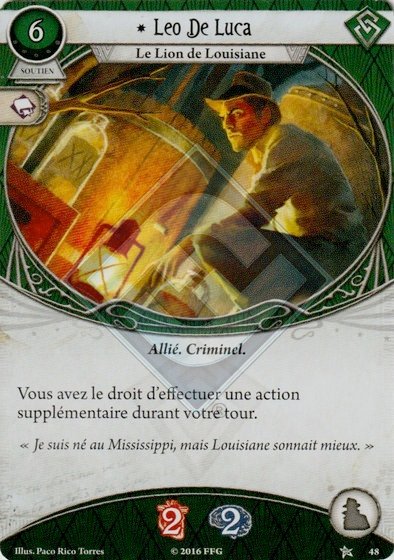 6
SOUTIEN
* Leo De Luca
Le Lion de Louisiane
XX
Allié. Criminel.
Vous avez le droit d'effectuer une action
supplémentaire durant votre tour.
« Je suis né au Mississippi, mais Louisiane sonnait mieux. »
2
2
Illus. Paco Rico Torres
© 2016 FFG
48